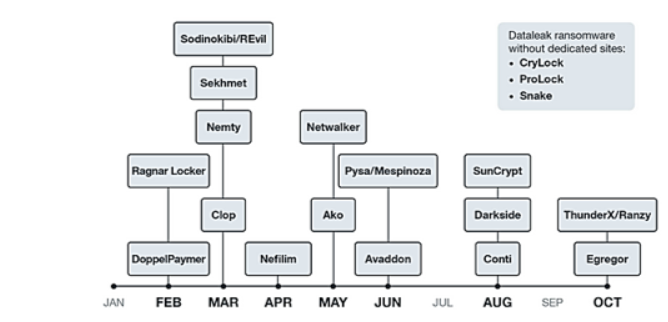 Sodinokibi/REvil
Dataleak ransomware
without dedicated sites:
• CryLock
• ProLock
• Snake
Sekhmet
Nemty
Netwalker
Ragnar Locker
Pysa/Mespinoza
SunCrypt
Clop
Ako
Darkside
ThunderX/Ranzy
DoppelPaymer
Nefilim
Avaddon
Conti
Egregor
JAN FEB MAR APR MAY JUN JUL AUG SEP OCT